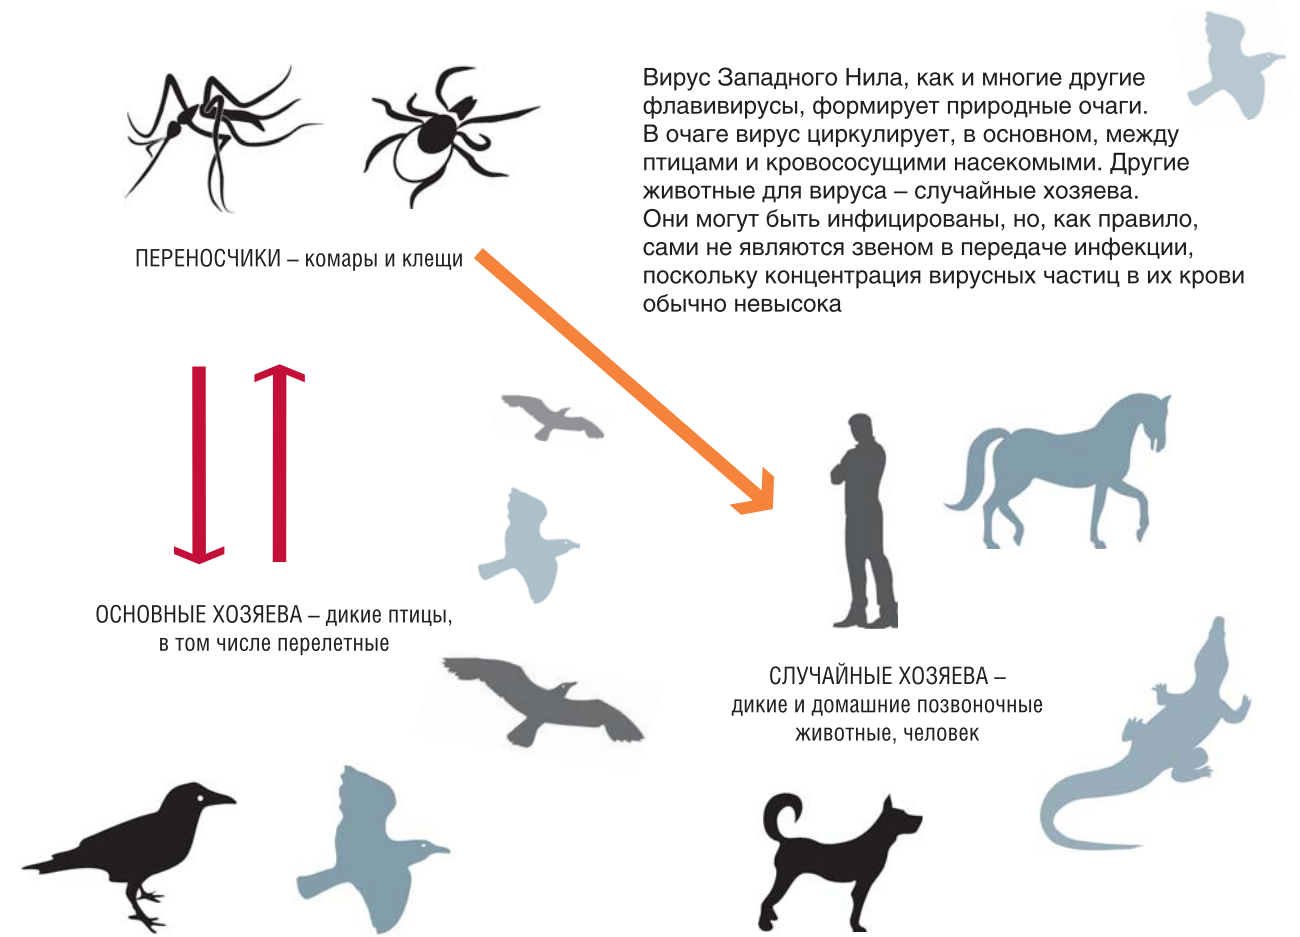 Вирус Западного Нила, как и многие другие
флавивирусы, формирует природные очаги.
В очаге вирус циркулирует, в основном, между
птицами и кровососущими насекомыми. Другие
животные для вируса – случайные хозяева.
Они могут быть инфицированы, но, как правило,
сами не являются звеном в передаче инфекции,
поскольку концентрация вирусных частиц в их крови
обычно невысока
ПЕРЕНОСЧИКИ – комары и клещи
ОСНОВНЫЕ ХОЗЯЕВА – дикие птицы,
в том числе перелетные
СЛУЧАЙНЫЕ ХОЗЯЕВА –
дикие и домашние позвоночные
животные, человек